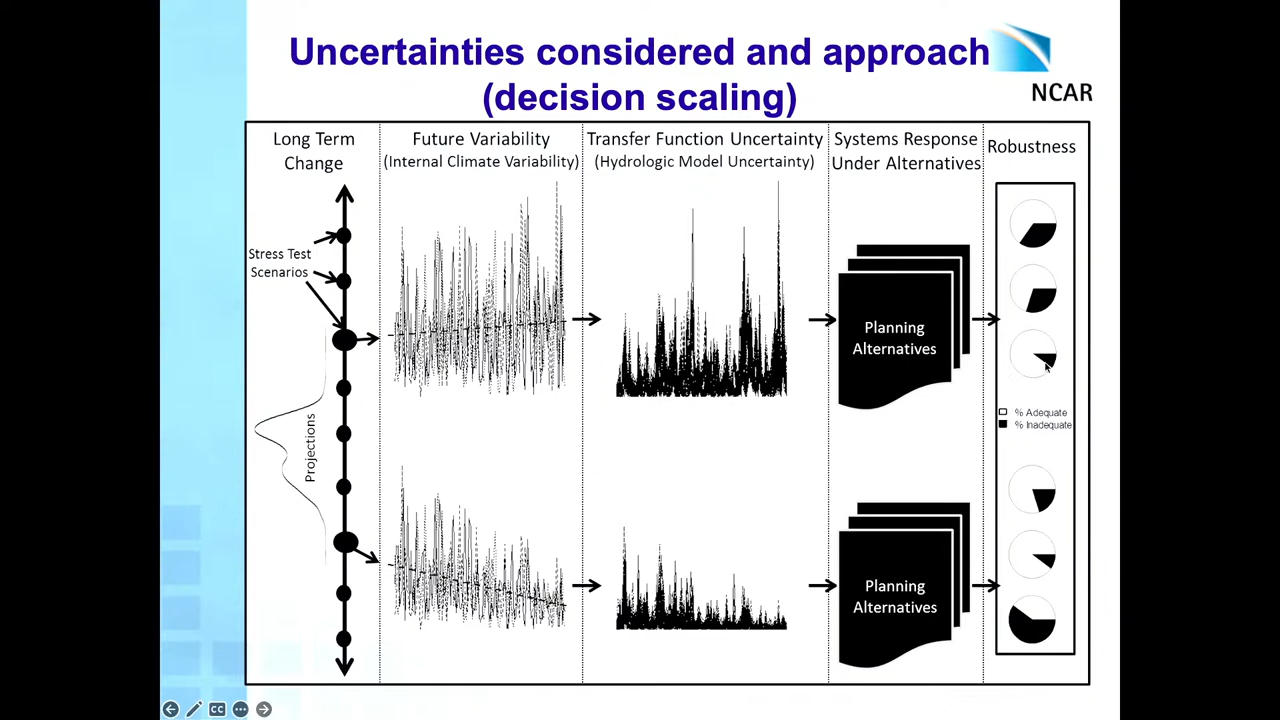 Uncertainties considered and approach
(decision scaling)
NCAR
Long Term
Change
Future Variability
(Internal Climate Variability)
Transfer Function Uncertainty
(Hydrologic Model Uncertainty)
Systems Response
Under Alternatives
Robustness
Stress Test
Scenarios
Projections
Planning
Alternatives
% Adequate
% Inadequate
Planning
Alternatives
CC